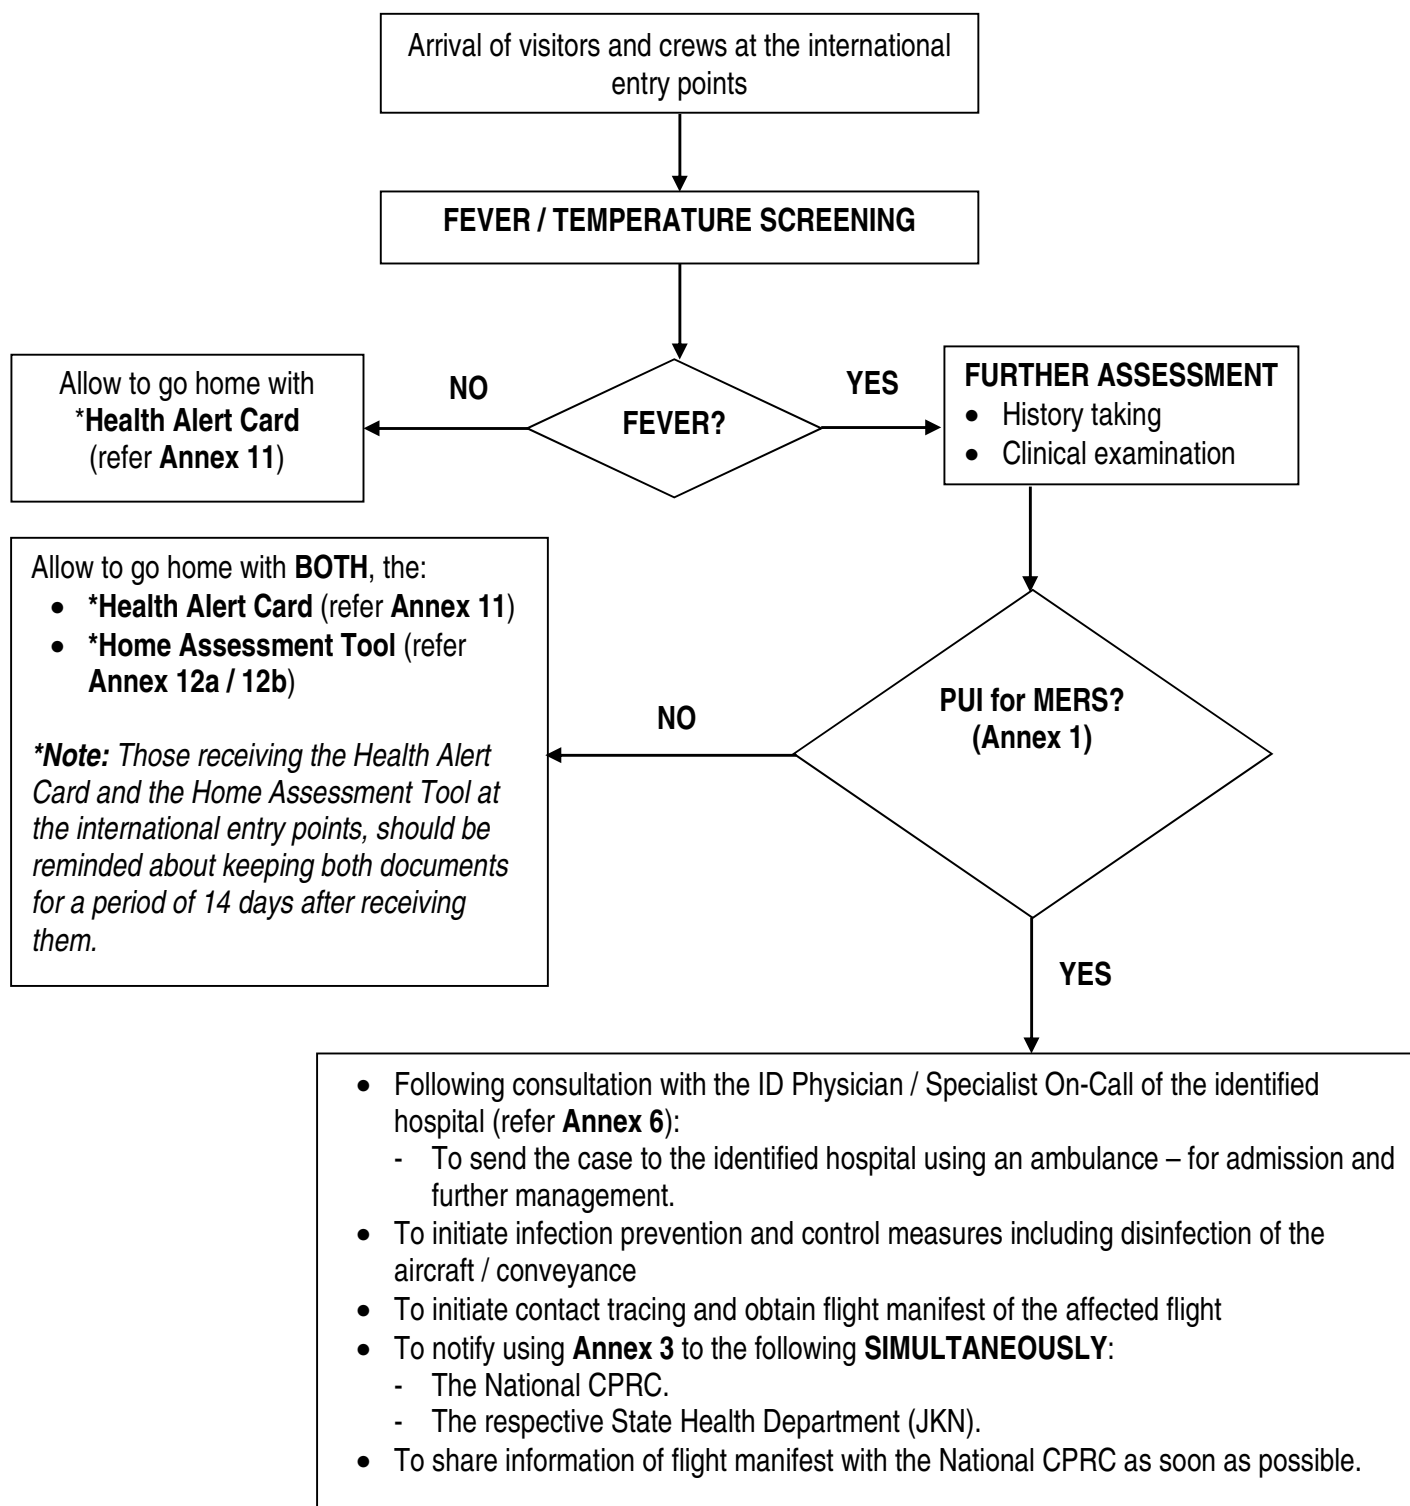 Arrival of visitors and crews at the international
entry points
FEVER / TEMPERATURE SCREENING
Allow to go home with
*Health Alert Card
(refer Annex 11)
NO
FEVER?
YES
FURTHER ASSESSMENT
• History taking
• Clinical examination
Allow to go home with BOTH, the:
• *Health Alert Card (refer Annex 11)
• *Home Assessment Tool (refer
Annex 12a / 12b)
*Note: Those receiving the Health Alert
Card and the Home Assessment Tool at
the international entry points, should be
reminded about keeping both documents
for a period of 14 days after receiving
them.
NO
PUI for MERS?
(Annex 1)
YES
• Following consultation with the ID Physician / Specialist On-Call of the identified
hospital (refer Annex 6):
- To send the case to the identified hospital using an ambulance – for admission and
further management.
• To initiate infection prevention and control measures including disinfection of the
aircraft / conveyance
• To initiate contact tracing and obtain flight manifest of the affected flight
• To notify using Annex 3 to the following SIMULTANEOUSLY:
- The National CPRC.
- The respective State Health Department (JKN).
• To share information of flight manifest with the National CPRC as soon as possible.